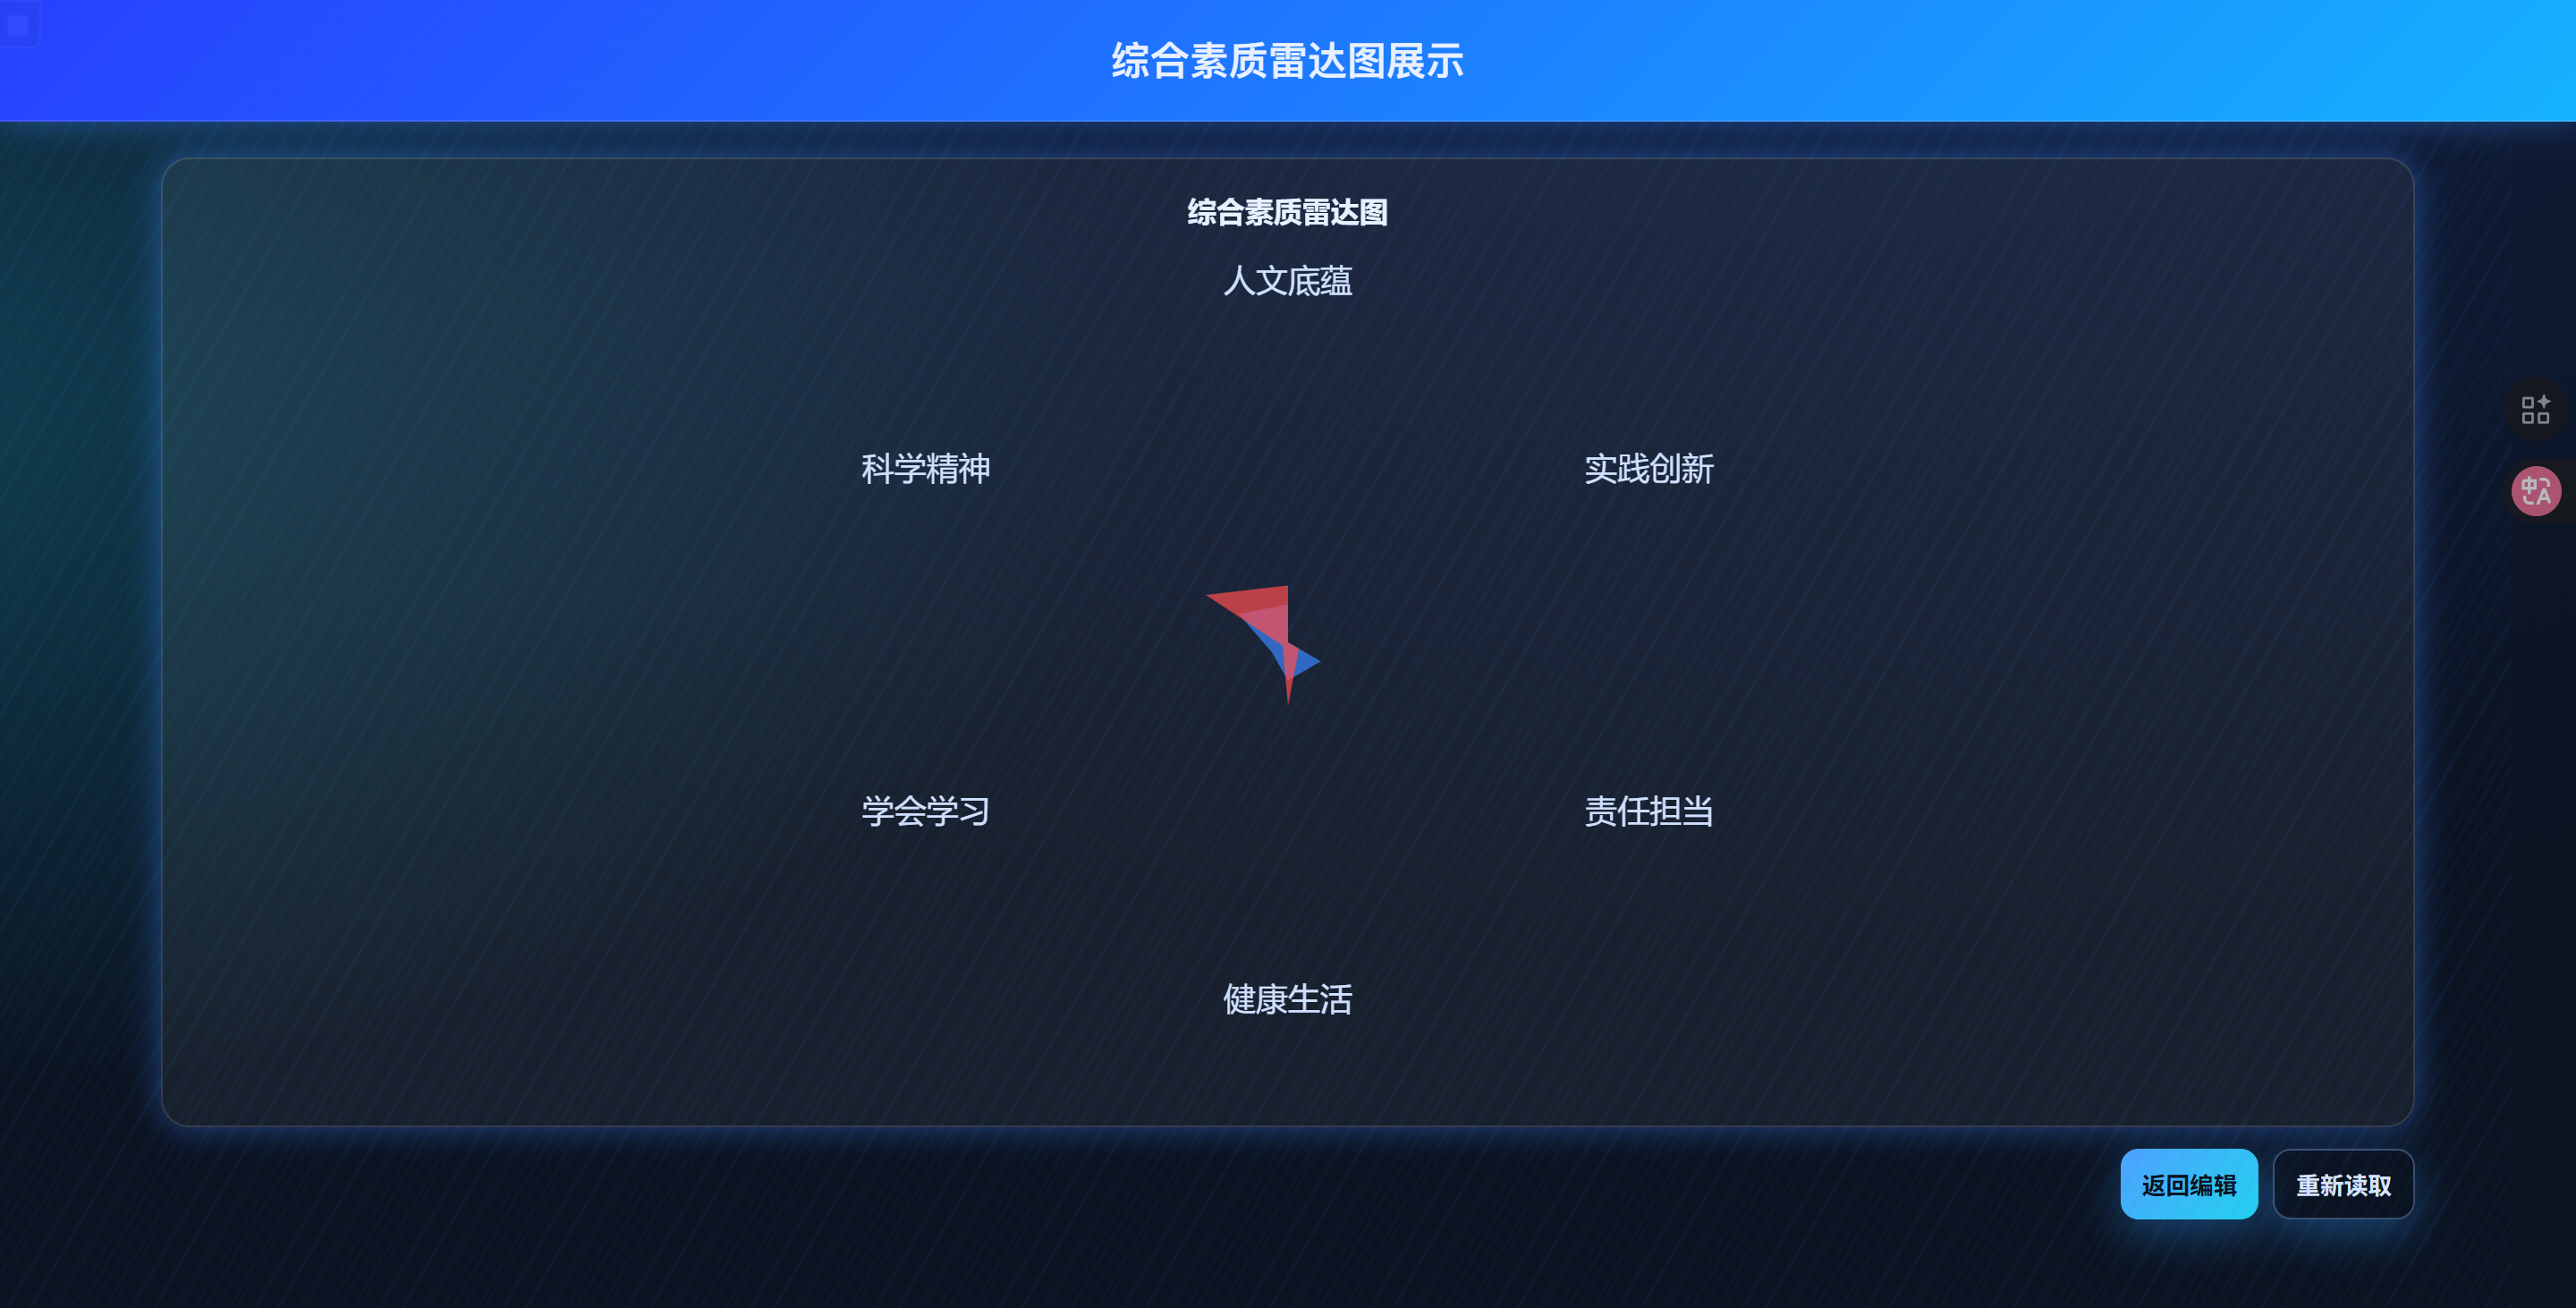 综合素质雷达图展示
综合素质雷达图
人文底蕴
科学精神
实践创新
学会学习
责任担当
健康生活
返回编辑
重新读取
中A